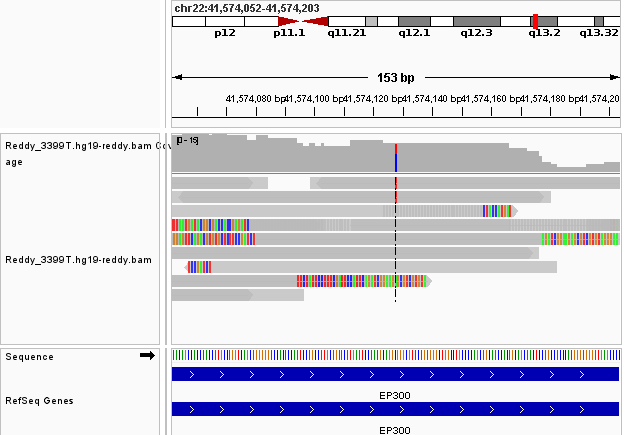 chr22:41,574,052-41,574,203
p12 p11.1 q11.21 q12.1 q12.3 q13.2 q13.32
153 bp
41,574,080 bp 41,574,100 bp 41,574,120 bp 41,574,140 bp 41,574,160 bp 41,574,180 bp 41,574,20
Reddy_3399T.hg19-reddy.bam Cov
age
[0 - 15]
Reddy_3399T.hg19-reddy.bam
Sequence
RefSeq Genes
EP300
EP300